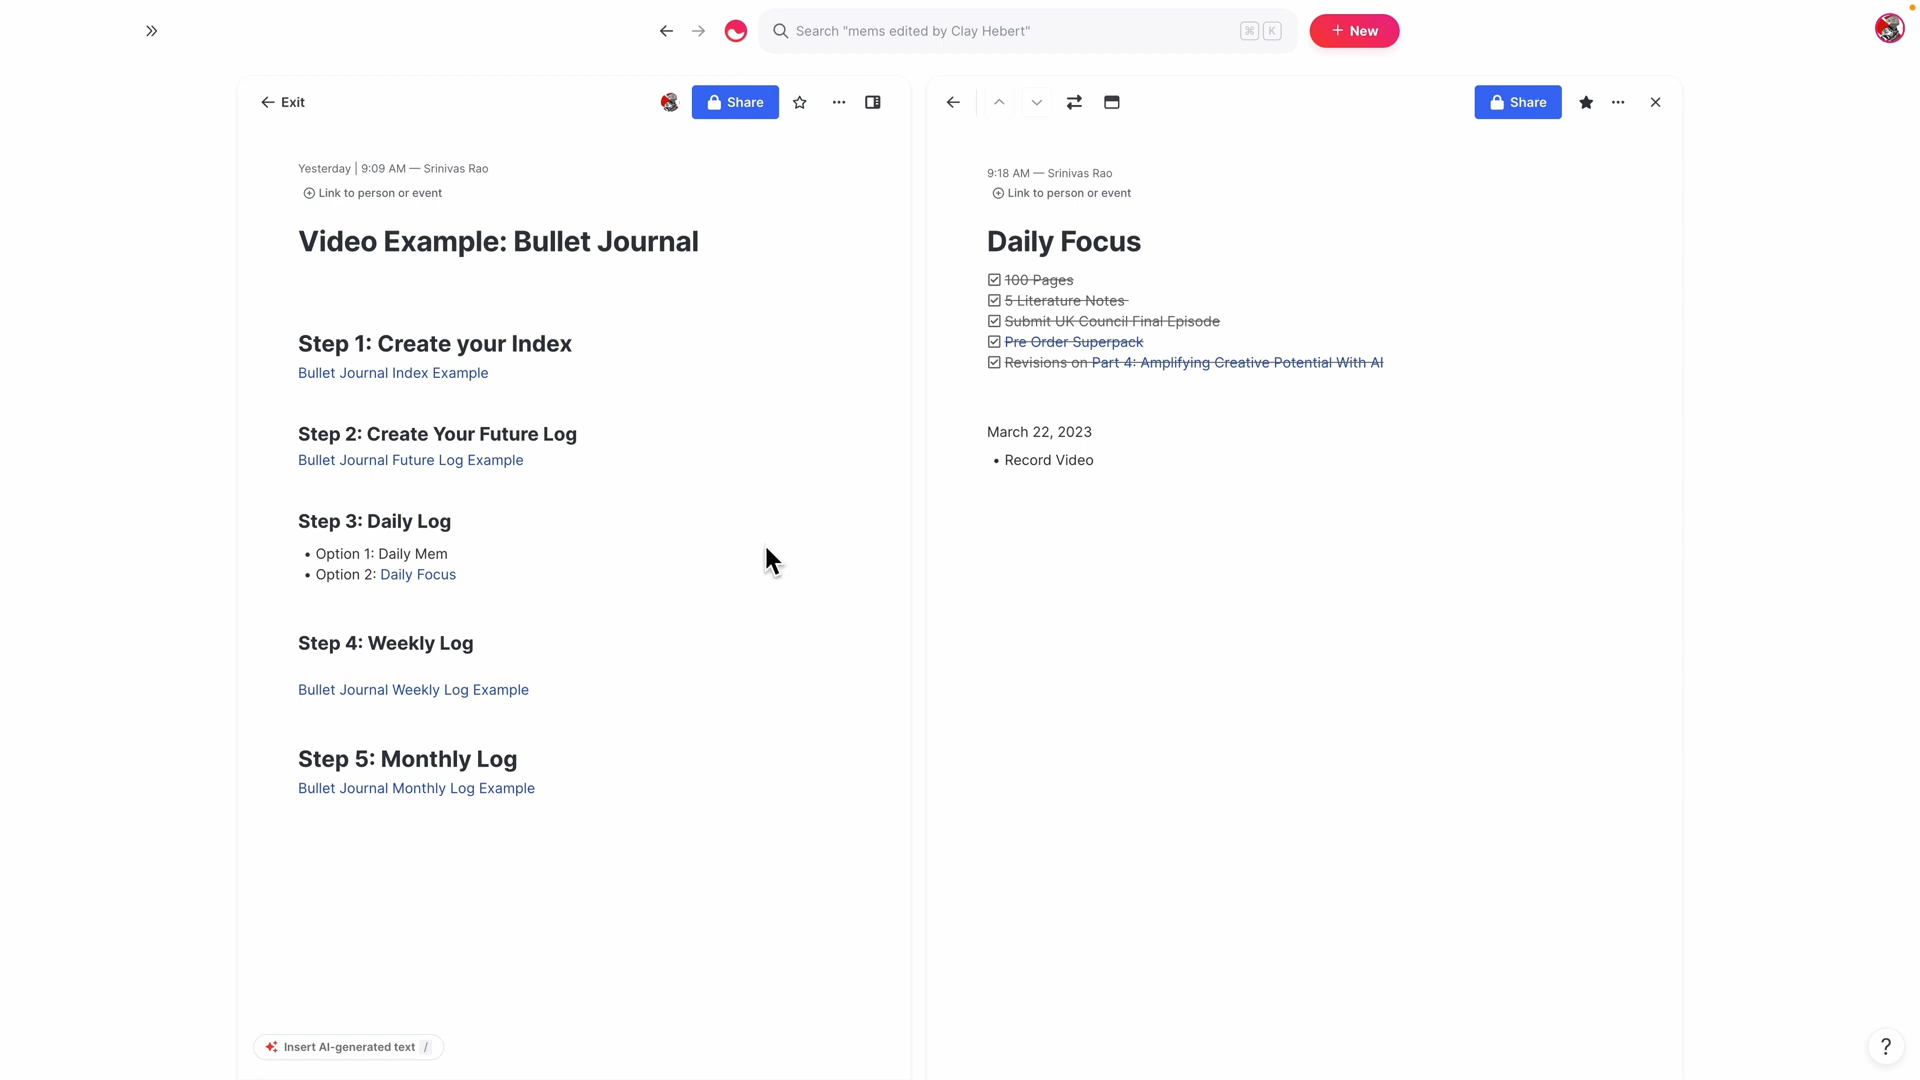 Search "mems edited by Clay Hebert"
⌘ K
+ New
Exit
Share
Share
Yesterday | 9:09 AM — Srinivas Rao
Link to person or event
Video Example: Bullet Journal
Step 1: Create your Index
Bullet Journal Index Example
Step 2: Create Your Future Log
Bullet Journal Future Log Example
Step 3: Daily Log
• Option 1: Daily Mem
• Option 2: Daily Focus
Step 4: Weekly Log
Bullet Journal Weekly Log Example
Step 5: Monthly Log
Bullet Journal Monthly Log Example
Insert AI-generated text /
9:18 AM — Srinivas Rao
Link to person or event
Daily Focus
100 Pages
5 Literature Notes
Submit UK Council Final Episode
Pre Order Superpack
Revisions on Part 4: Amplifying Creative Potential With AI
March 22, 2023
• Record Video
?